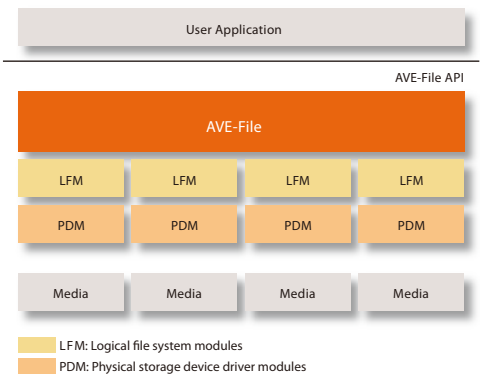 User Application
AVE-File API
AVE-File
LFM LFM LFM LFM
PDM PDM PDM PDM
Media Media Media Media
LFM: Logical file system modules
PDM: Physical storage device driver modules